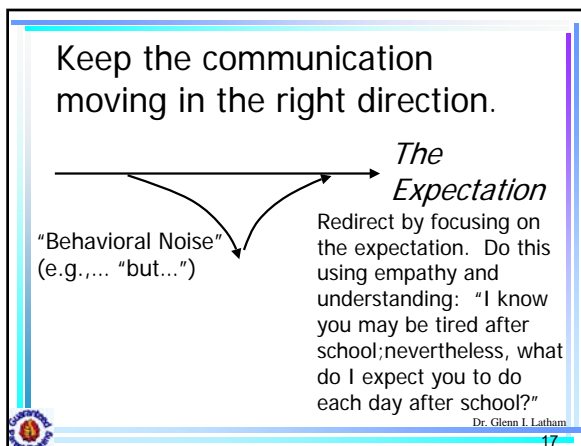 Keep the communication
moving in the right direction.
The
Expectation
"Behavioral Noise"
(e.g.,... "but...")
Redirect by focusing on
the expectation. Do this
using empathy and
understanding: "I know
you may be tired after
school;nevertheless, what
do I expect you to do
each day after school?"
Dr. Glenn I. Latham
17
Guaranteed